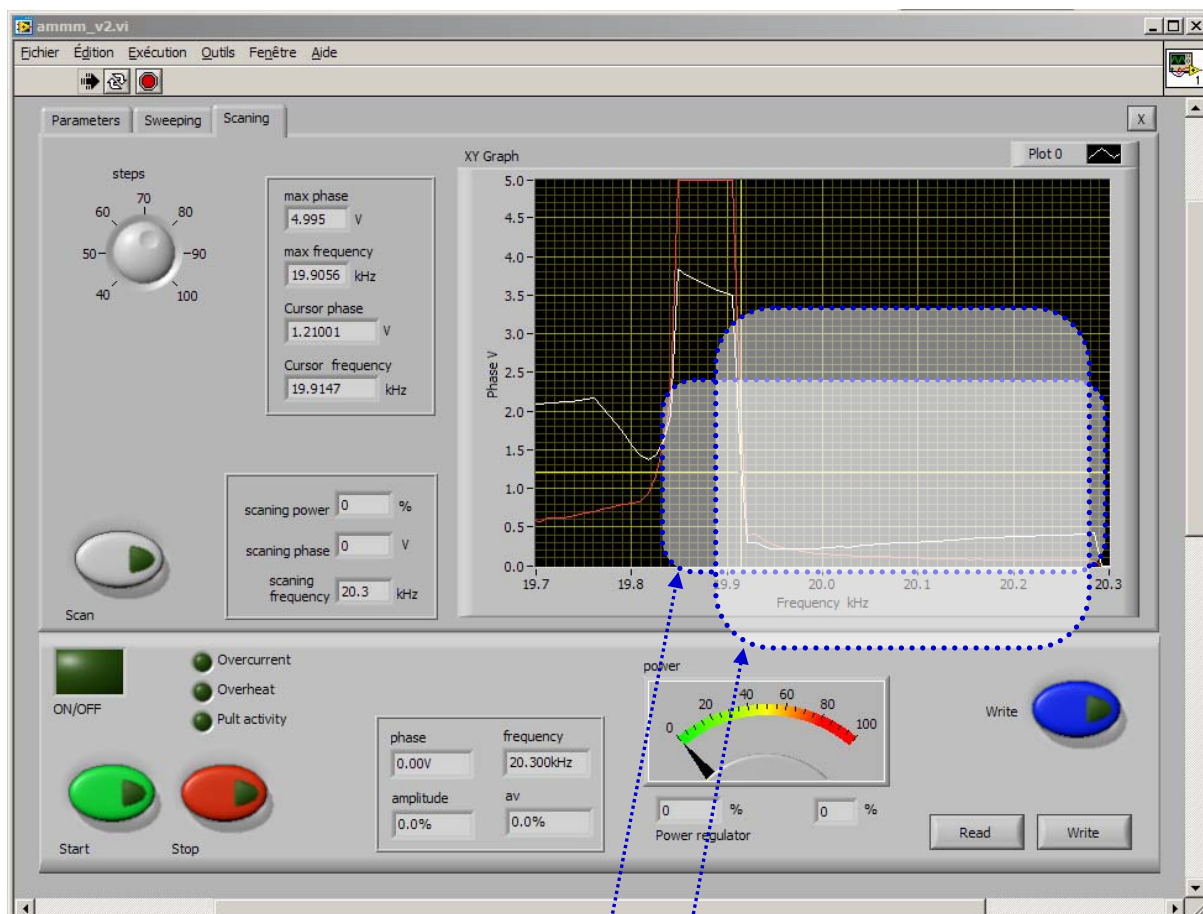 ammm_v2.vi
Fichier Édition Exécution Outils Fenêtre Aide
1
Parameters Sweeping Scaning
X
steps
40 50 60 70 80 90 100
max phase
4.995 V
max frequency
19.9056 kHz
Cursor phase
1.21001 V
Cursor frequency
19.9147 kHz
scaning power 0 %
scaning phase 0 V
scaning
frequency 20.3 kHz
Scan
XY Graph
Plot 0
Phase V
5.0
4.5
4.0
3.5
3.0
2.5
2.0
1.5
1.0
0.5
0.0
19.7 19.8 19.9 20.0 20.1 20.2 20.3
Frequency kHz
ON/OFF
Overcurrent
Overheat
Pult activity
Start Stop
phase frequency
0.00V 20.300kHz
amplitude av
0.0% 0.0%
power
0 20 40 60 80 100
0 % 0 %
Power regulator
Write
Read Write